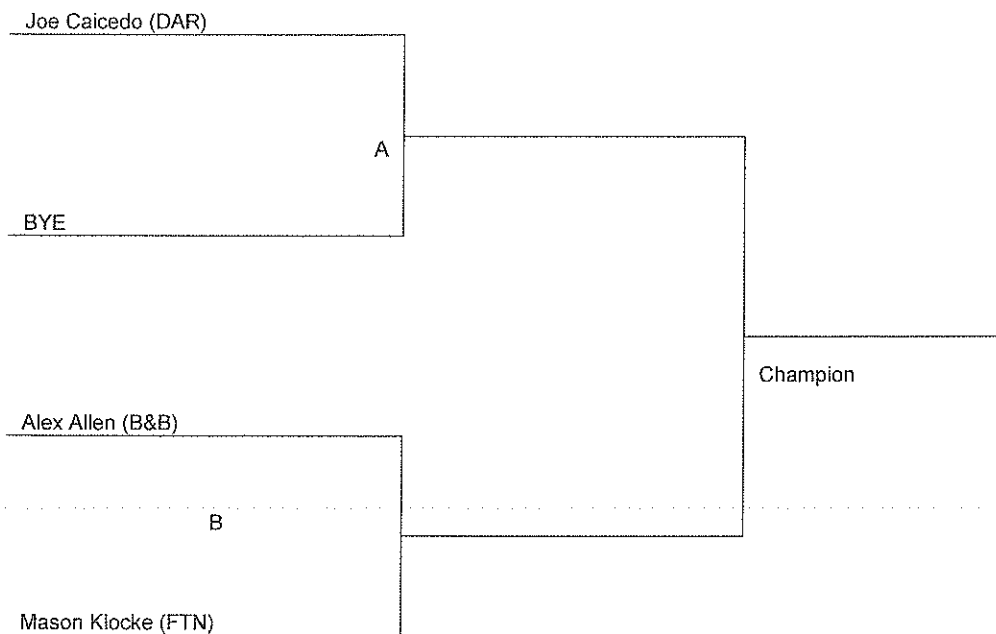 Joe Caicedo (DAR)
A
BYE
Champion
Alex Allen (B&B)
B
Mason Klocke (FTN)